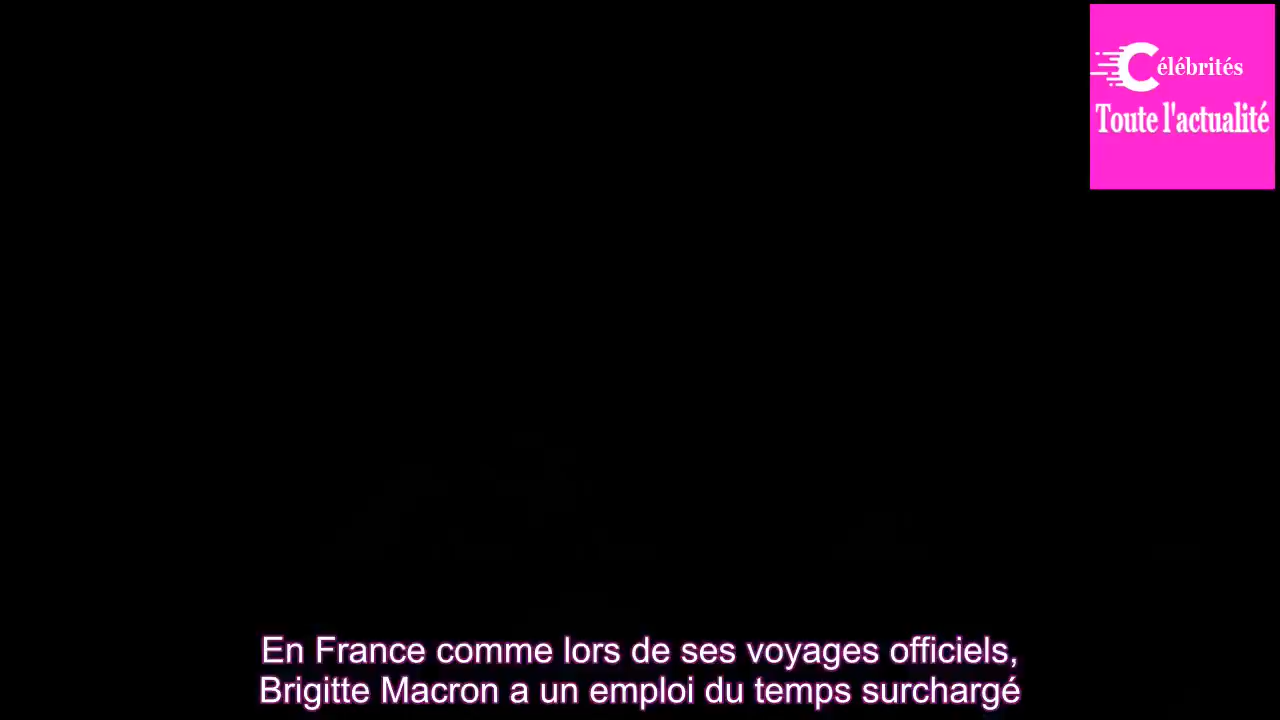 Célébrités
Toute l'actualité
En France comme lors de ses voyages officiels,
Brigitte Macron a un emploi du temps surchargé